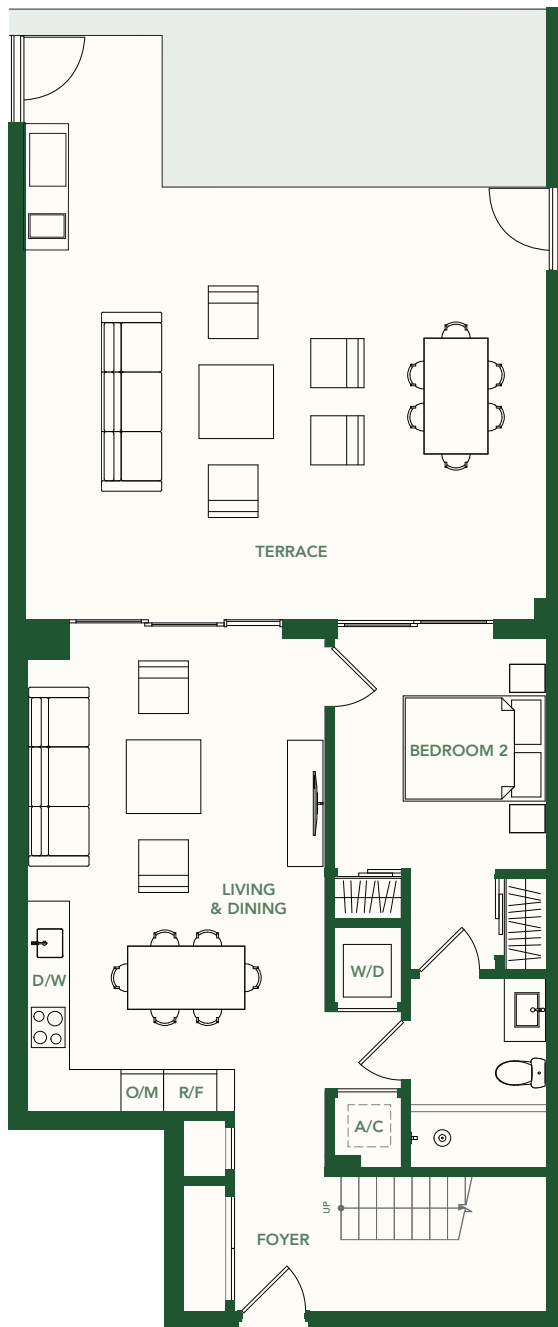 TERRACE
BEDROOM 2
LIVING
& DINING
W/D
D/W
O/M
R/F
A/C
UP
FOYER